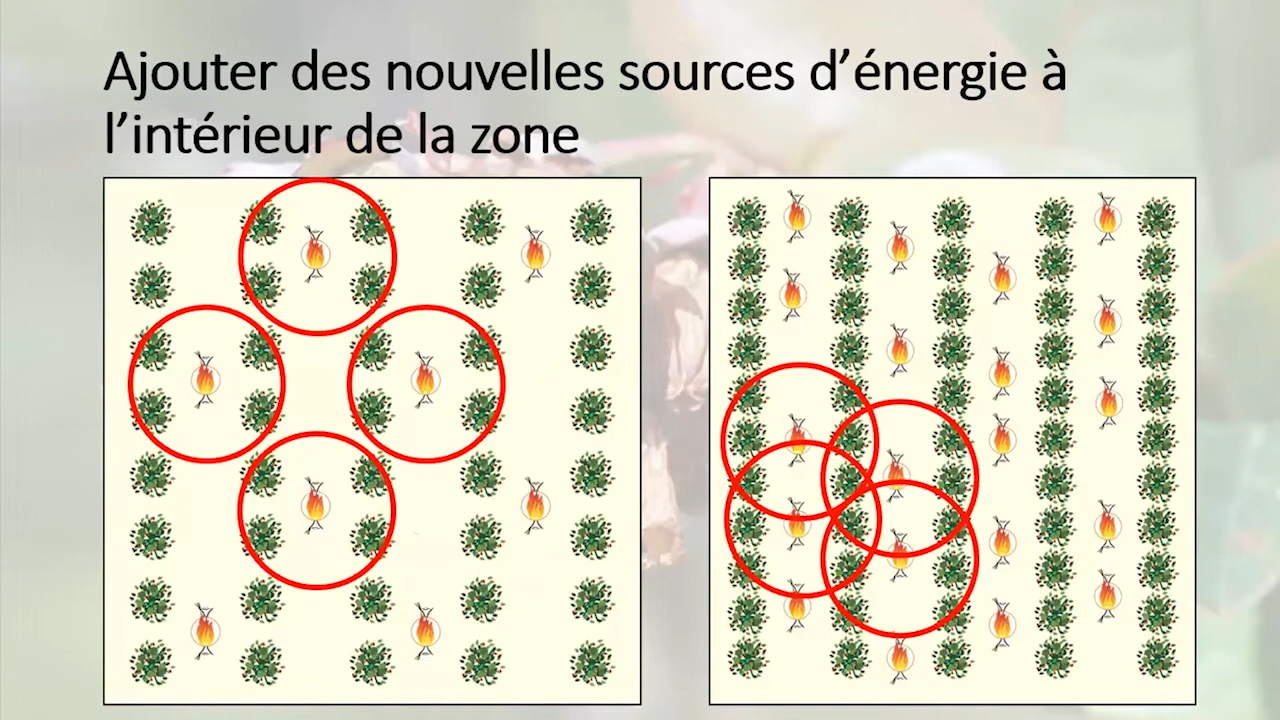 Ajouter des nouvelles sources d’énergie à
l’intérieur de la zone